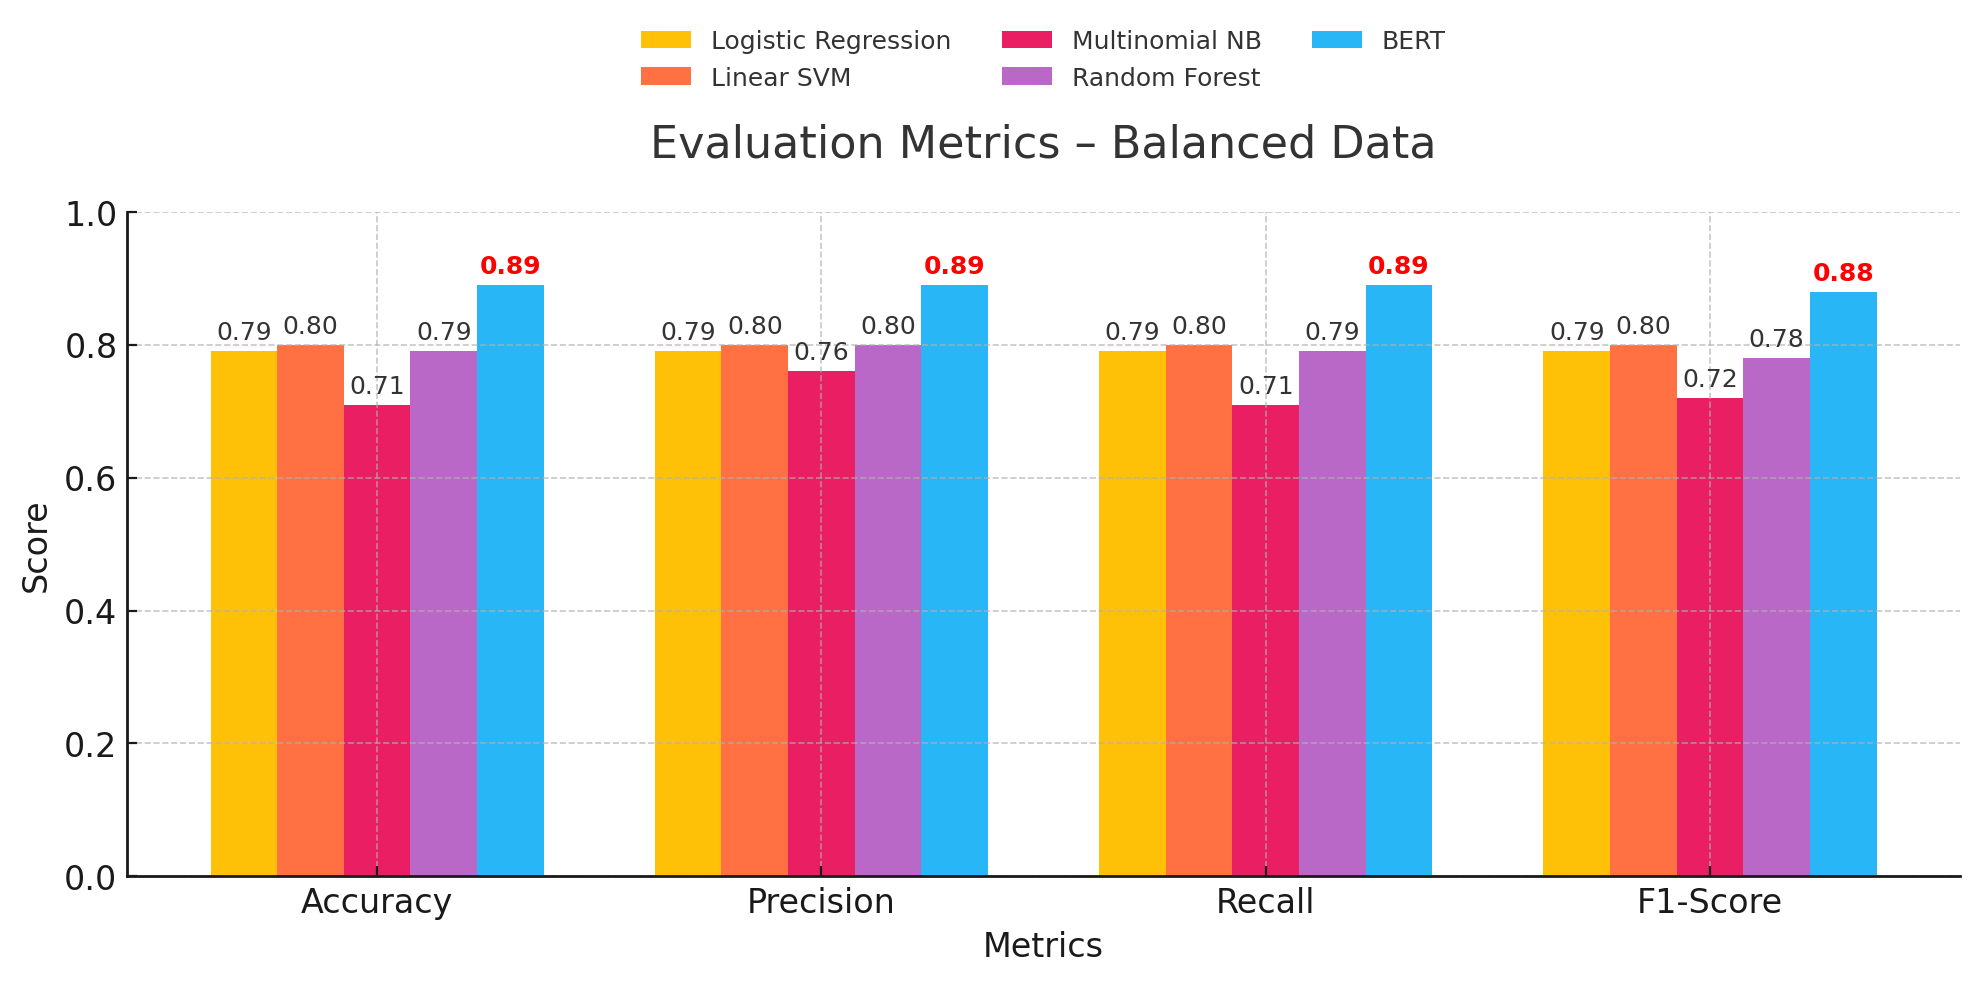 Logistic Regression
Linear SVM
Multinomial NB
Random Forest
BERT
Evaluation Metrics – Balanced Data
Score
1.0
0.8
0.6
0.4
0.2
0.0
0.79 0.80 0.71 0.79 0.89
0.79 0.80 0.76 0.80 0.89
0.79 0.80 0.71 0.79 0.89
0.79 0.80 0.72 0.78 0.88
Accuracy Precision Recall F1-Score
Metrics